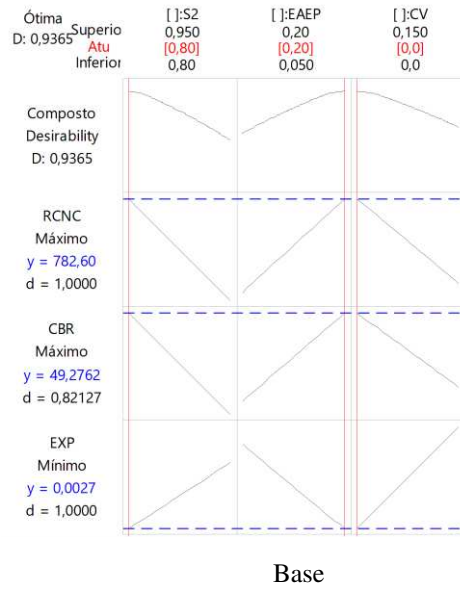 Ótima
D: 0,9365
Superio
Atu
Inferior
[ ]:S2
0,950
[0,80]
0,80
[ ]:EAEP
0,20
[0,20]
0,050
[ ]:CV
0,150
[0,0]
0,0
Composto
Desirability
D: 0,9365
RCNC
Máximo
y = 782,60
d = 1,0000
CBR
Máximo
y = 49,2762
d = 0,82127
EXP
Mínimo
y = 0,0027
d = 1,0000
Base